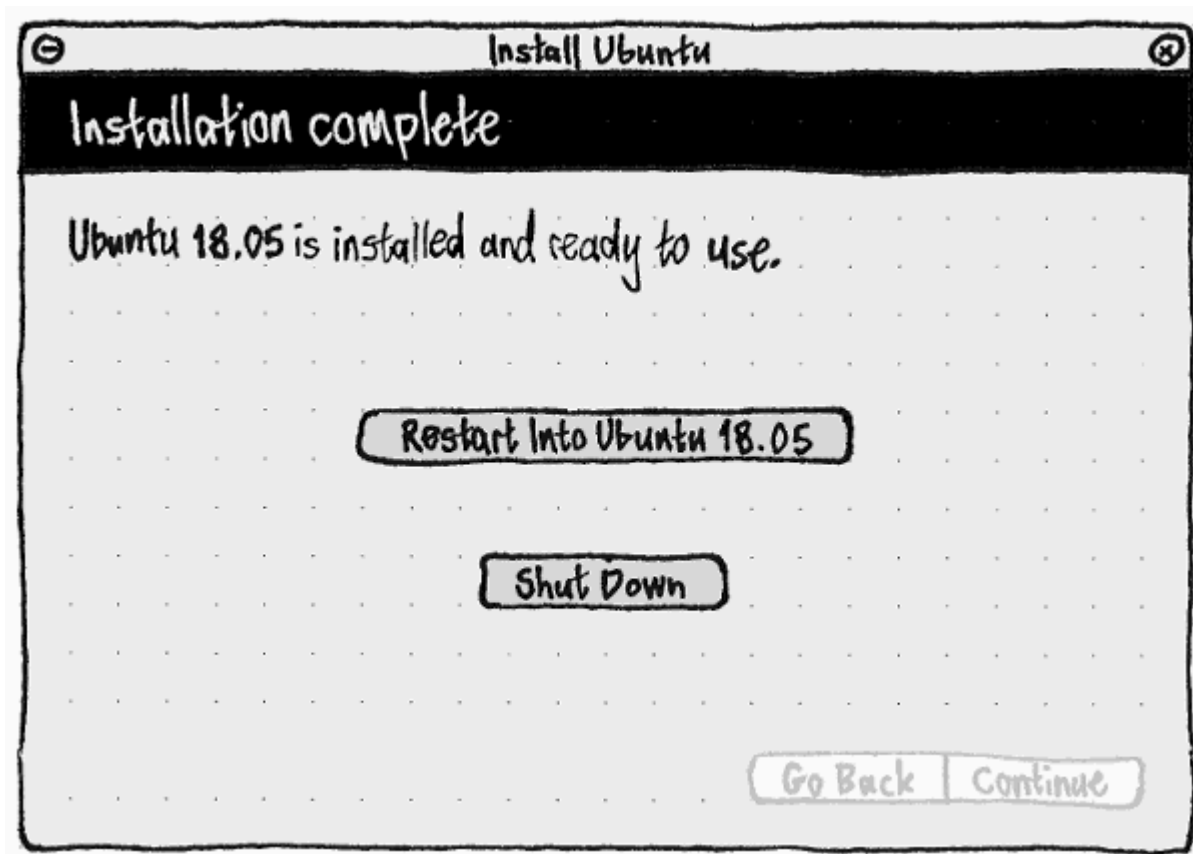 Install Ubuntu
Installation complete
Ubuntu 18.05 is installed and ready to use.
Restart Into Ubuntu 18.05
Shut Down
Go Back Continue